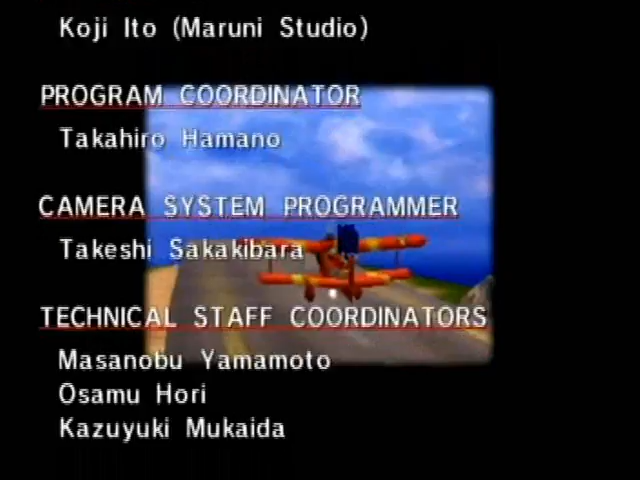 Koji Ito (Maruni Studio)
PROGRAM COORDINATOR
Takahiro Hamano
CAMERA SYSTEM PROGRAMMER
Takeshi Sakakibara
TECHNICAL STAFF COORDINATORS
Masanobu Yamamoto
Osamu Hori
Kazuyuki Mukaida